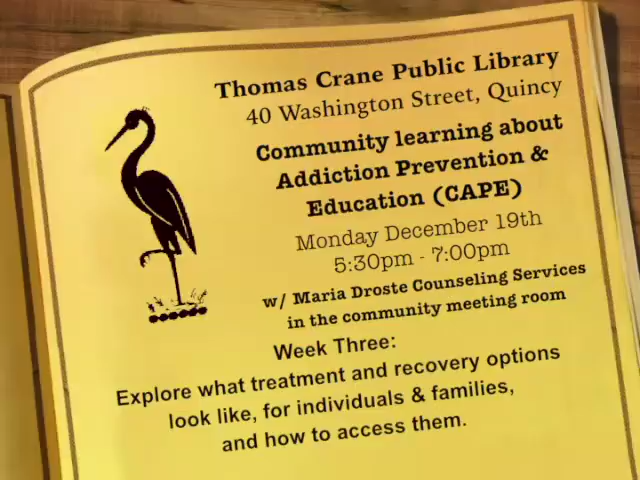 Thomas Crane Public Library
40 Washington Street, Quincy
Community learning about
Addiction Prevention &
Education (CAPE)
Monday December 19th
5:30pm - 7:00pm
w/ Maria Droste Counseling Services
in the community meeting room
Week Three:
Explore what treatment and recovery options
look like, for individuals & families,
and how to access them.